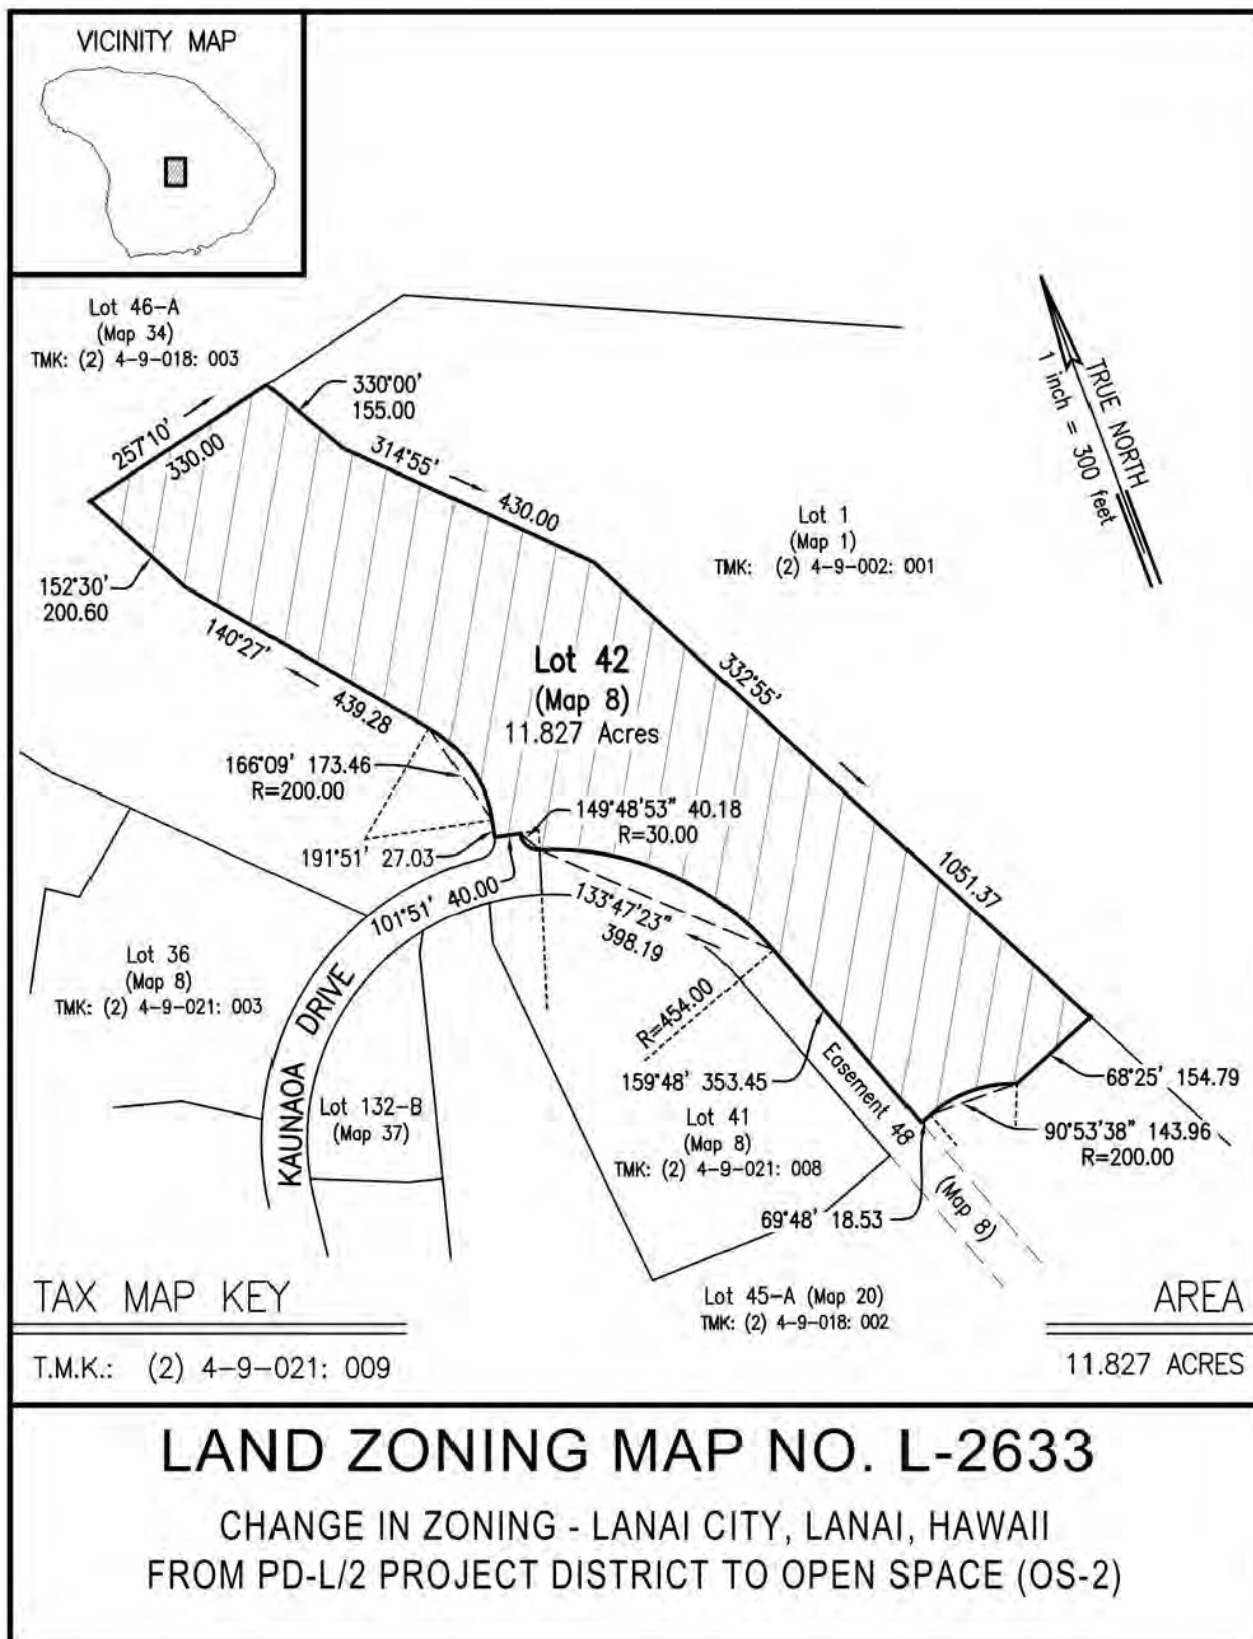 VICINITY MAP
Lot 46-A
(Map 34)
TMK: (2) 4-9-018: 003
330°00'
155.00
257°10'
330.00
314°55'
430.00
TRUE NORTH
1 inch = 300 feet
Lot 1
(Map 1)
TMK: (2) 4-9-002: 001
152°30'
200.60
140°27'
439.28
Lot 42
(Map 8)
11.827 Acres
332°55'
1051.37
166°09' 173.46
R=200.00
149°48'53" 40.18
R=30.00
191°51' 27.03
101°51' 40.00
133°47'23"
398.19
Lot 36
(Map 8)
TMK: (2) 4-9-021: 003
KAUNAOA DRIVE
R=454.00
159°48' 353.45
Easement 48
(Map 8)
68°25' 154.79
90°53'38" 143.96
R=200.00
Lot 132-B
(Map 37)
Lot 41
(Map 8)
TMK: (2) 4-9-021: 008
69°48' 18.53
Lot 45-A (Map 20)
TMK: (2) 4-9-018: 002
TAX MAP KEY
T.M.K.: (2) 4-9-021: 009
AREA
11.827 ACRES
LAND ZONING MAP NO. L-2633
CHANGE IN ZONING - LANAI CITY, LANAI, HAWAII
FROM PD-L/2 PROJECT DISTRICT TO OPEN SPACE (OS-2)